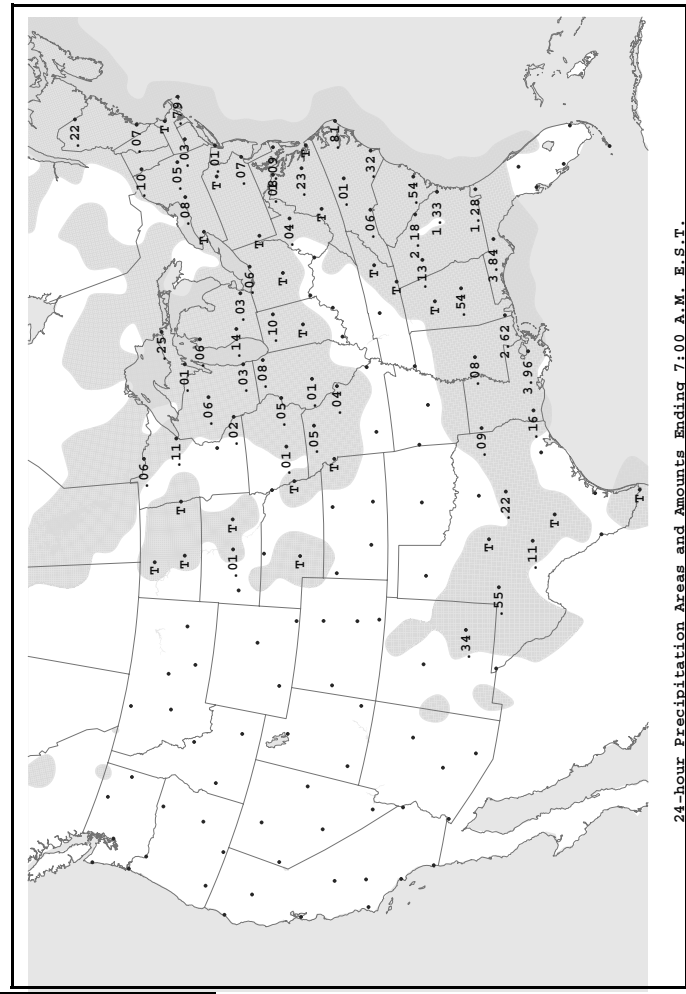 .22
.07
.10
.06
T
.25
T
.79
.11
.05
T
T
.01
.08
.03
.06
T
.06
T
.01
.01
T
.02
.14
.03
.07
.03
.06
T
.08
.10
.09
.05
T
.01
.04
T
T
T
.23
T
.01
.05
T
T
.81
.04
.01
.06
.32
T
T
.54
2.18
.13
T
1.33
.54
.34
.08
1.28
.09
T
3.84
.55
.22
2.62
3.96
.11
.16
T
T
24-hour Precipitation Areas and Amounts Ending 7:00 A.M. E.S.T.